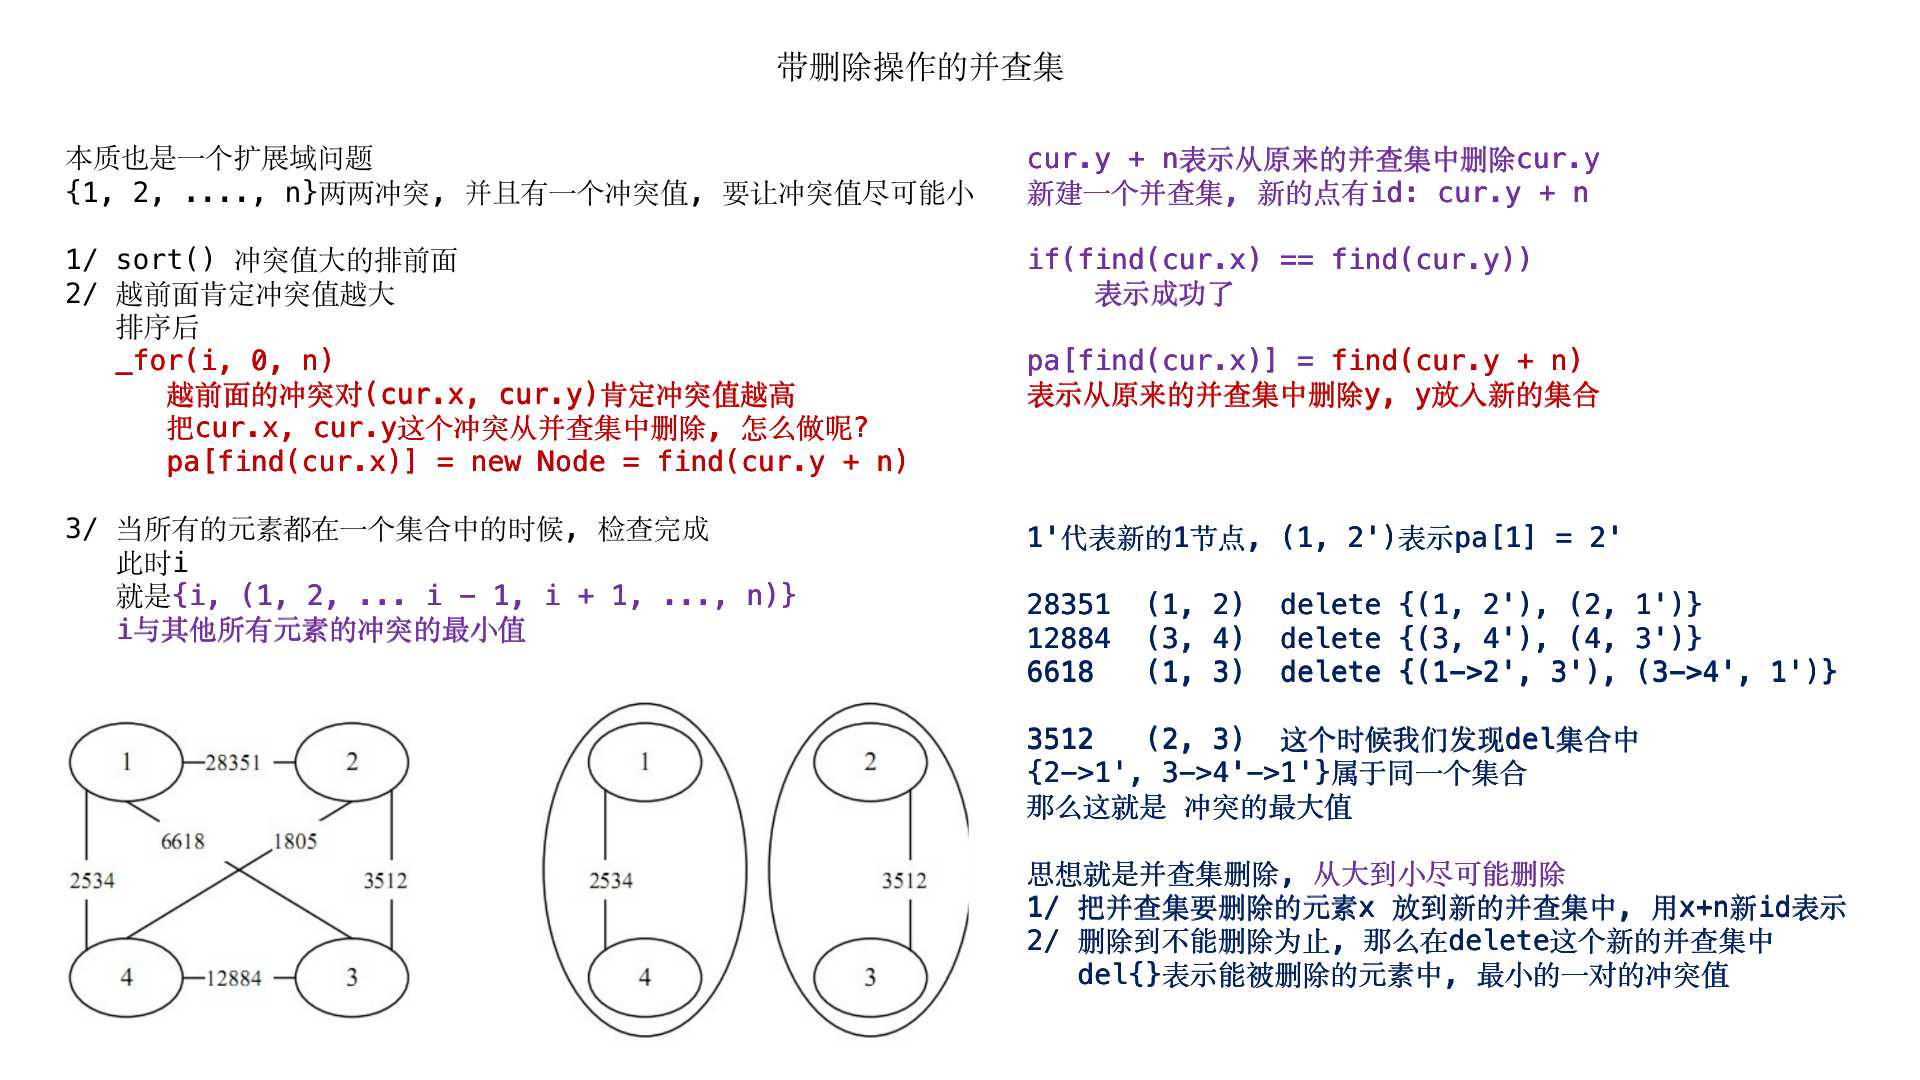 带删除操作的并查集
本质也是一个扩展域问题
{1, 2, ...., n}两两冲突, 并且有一个冲突值, 要让冲突值尽可能小
1/ sort() 冲突值大的排前面
2/ 越前面肯定冲突值越大
排序后
_for(i, 0, n)
越前面的冲突对(cur.x, cur.y)肯定冲突值越高
把cur.x, cur.y这个冲突从并查集中删除, 怎么做呢?
pa[find(cur.x)] = new Node = find(cur.y + n)
3/ 当所有的元素都在一个集合中的时候, 检查完成
此时i
就是{i, (1, 2, ... i - 1, i + 1, ..., n)}
i与其他所有元素的冲突的最小值
1
28351
2
6618
1805
2534
3512
4
12884
3
1
2
2534
3512
4
3
cur.y + n表示从原来的并查集中删除cur.y
新建一个并查集, 新的点有id: cur.y + n
if(find(cur.x) == find(cur.y))
表示成功了
pa[find(cur.x)] = find(cur.y + n)
表示从原来的并查集中删除y, y放入新的集合
1'代表新的1节点, (1, 2')表示pa[1] = 2'
28351 (1, 2) delete {(1, 2'), (2, 1')}
12884 (3, 4) delete {(3, 4'), (4, 3')}
6618 (1, 3) delete {(1->2', 3'), (3->4', 1')}
3512 (2, 3) 这个时候我们发现del集合中
{2->1', 3->4'->1'}属于同一个集合
那么这就是 冲突的最大值
思想就是并查集删除, 从大到小尽可能删除
1/ 把并查集要删除的元素x 放到新的并查集中, 用x+n新id表示
2/ 删除到不能删除为止, 那么在delete这个新的并查集中
del{}表示能被删除的元素中, 最小的一对的冲突值